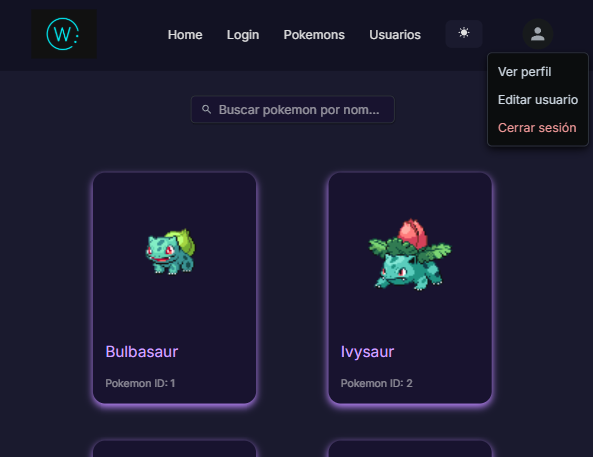 W
Home Login Pokemons Usuarios
Ver perfil
Editar usuario
Cerrar sesión
Buscar pokemon por nom...
Bulbasaur
Pokemon ID: 1
Ivysaur
Pokemon ID: 2